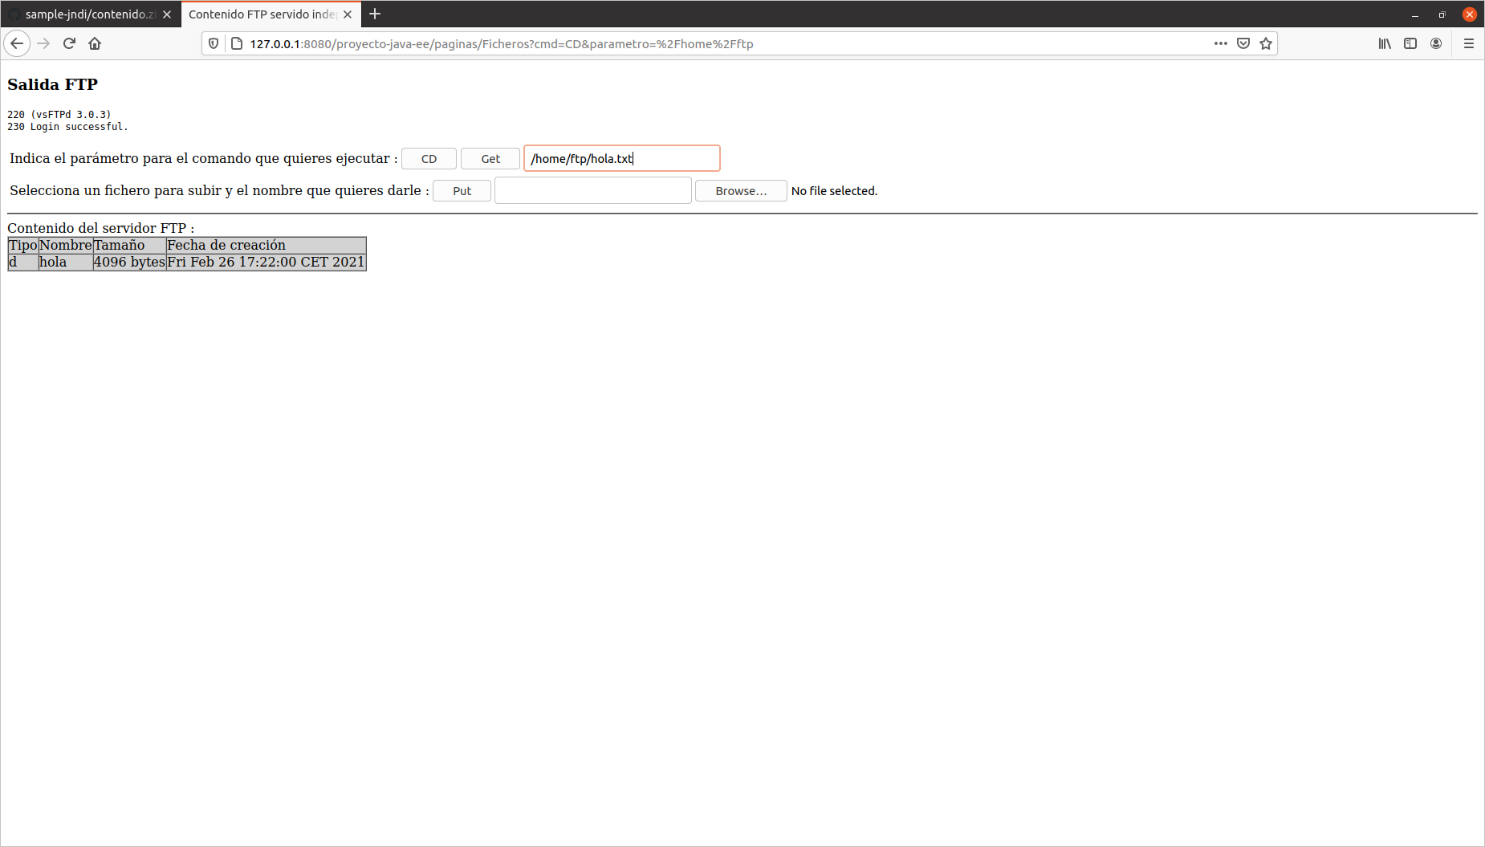 sample-jndi/contenido.z
Contenido FTP servido inde
127.0.0.1:8080/proyecto-java-ee/paginas/Ficheros?cmd=CD&parametro=%2Fhome%2Fftp
Salida FTP
220 (vsFTPd 3.0.3)
230 Login successful.
Indica el parámetro para el comando que quieres ejecutar : CD Get /home/ftp/hola.txt
Selecciona un fichero para subir y el nombre que quieres darle : Put Browse... No file selected.
Contenido del servidor FTP :
Tipo Nombre Tamaño Fecha de creación
d hola 4096 bytes Fri Feb 26 17:22:00 CET 2021